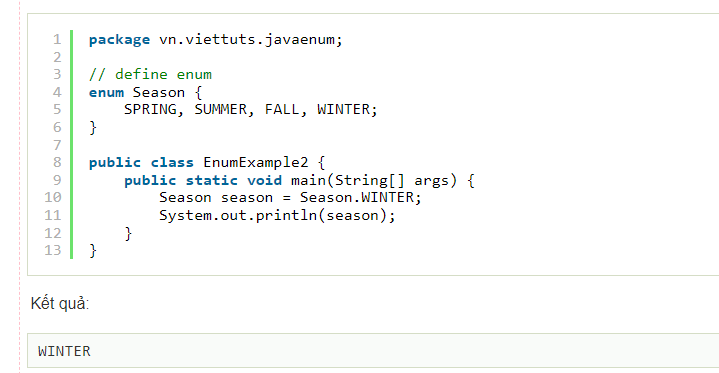 1 package vn.viettuts.javaenum;
2
3 // define enum
4 enum Season {
5     SPRING, SUMMER, FALL, WINTER;
6 }
7
8 public class EnumExample2 {
9     public static void main(String[] args) {
10         Season season = Season.WINTER;
11         System.out.println(season);
12     }
13 }
Kết quả:
WINTER